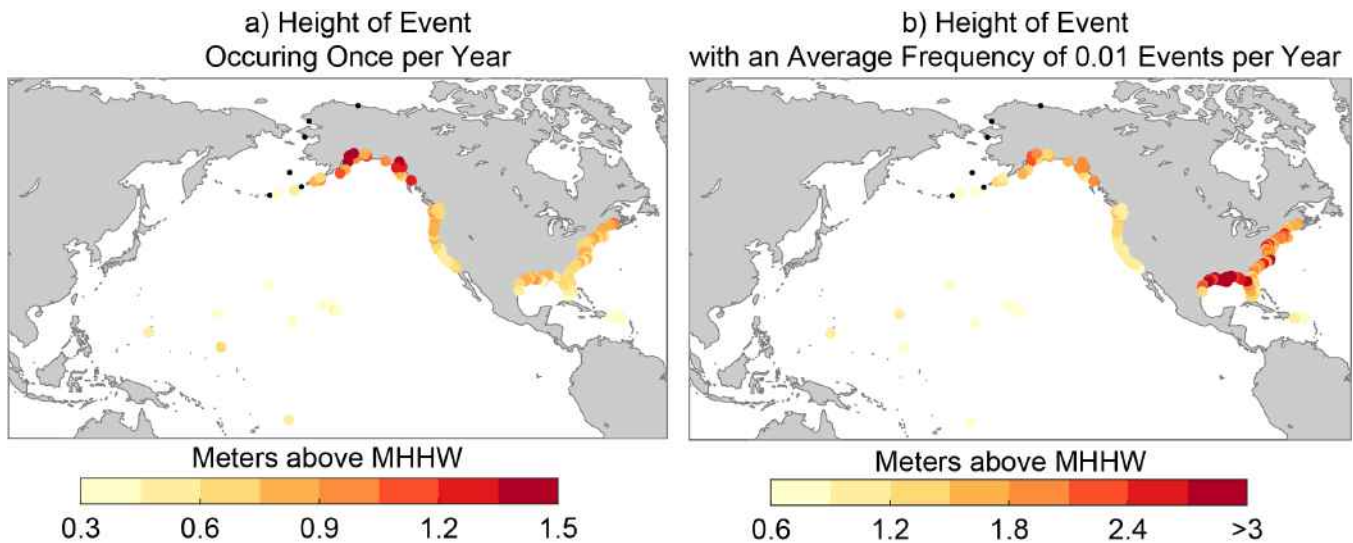 a) Height of Event
Occuring Once per Year
b) Height of Event
with an Average Frequency of 0.01 Events per Year
Meters above MHHW
0.3 0.6 0.9 1.2 1.5
Meters above MHHW
0.6 1.2 1.8 2.4 >3